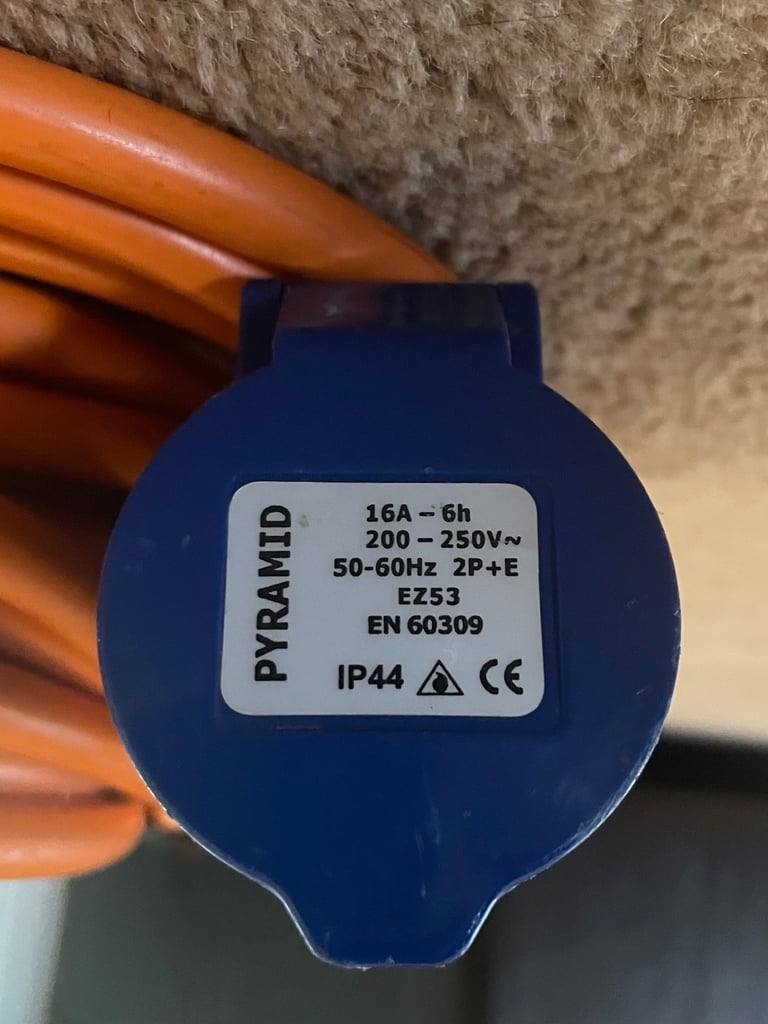 PYRAMID
16A – 6h
200 – 250V~
50-60Hz 2P+E
EZ53
EN 60309
IP44 CE